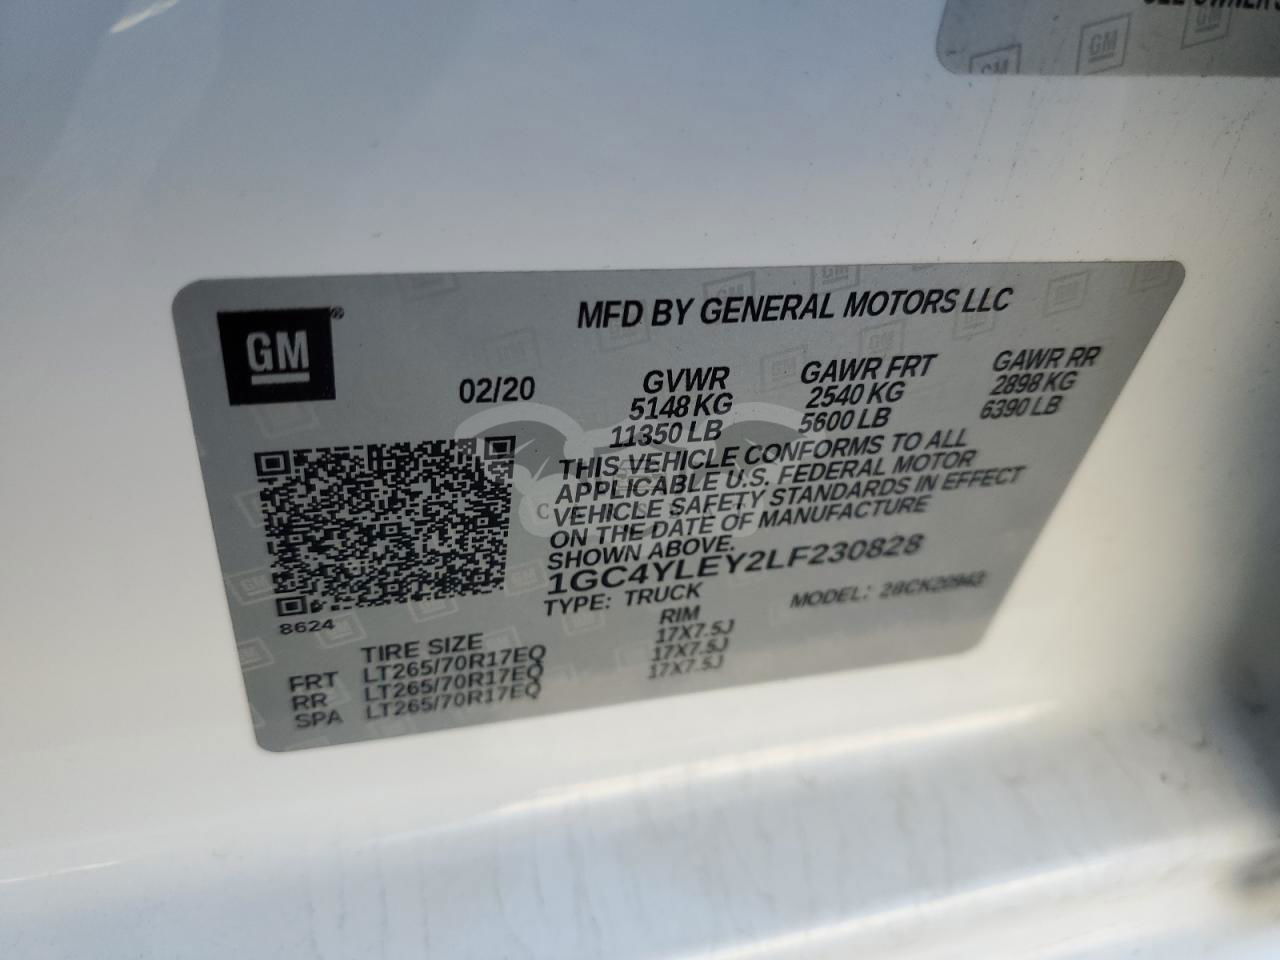 GM
GM
MFD BY GENERAL MOTORS LLC
GM®
02/20
GVWR GAWR FRT GAWR RR
5148 KG 2540 KG 2898 KG
11350 LB 5600 LB 6390 LB
THIS VEHICLE CONFORMS TO ALL
APPLICABLE U.S. FEDERAL MOTOR
VEHICLE SAFETY STANDARDS IN EFFECT
ON THE DATE OF MANUFACTURE
SHOWN ABOVE.
1GC4YLEY2LF230828
TYPE: TRUCK MODEL:
8624
TIRE SIZE RIM
FRT LT265/70R17EQ 17X7.5J
RR LT265/70R17EQ 17X7.5J
SPA LT265/70R17EQ 17X7.5J